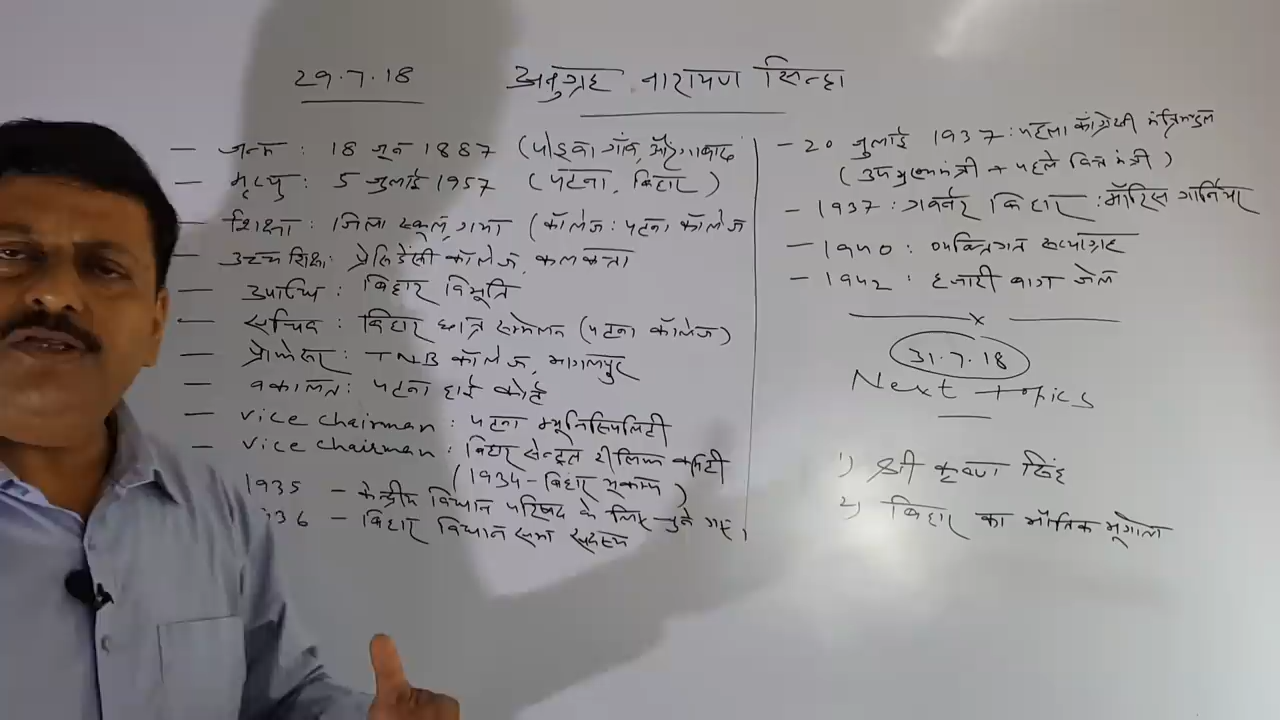 29.7.18 अनुग्रह नारायण सिन्हा
— जन्म : 18 जून 1887 (पोइवा गाँव, औरंगाबाद
— मृत्यु : 5 जुलाई 1957 (पटना, बिहार)
— शिक्षा : जिला स्कूल, गया (कॉलेज : पटना कॉलेज
— उच्च शिक्षा : प्रेसिडेंसी कॉलेज, कलकत्ता
— उपाधि : बिहार विभूति
— सचिव : बिहार छात्र सम्मेलन (पटना कॉलेज)
— प्रोफेसर : TNB कॉलेज, भागलपुर
— वकालत : पटना हाई कोर्ट
— vice chairman : पटना म्यूनिसिपलिटी
— vice chairman : बिहार सेन्ट्रल रीलिफ कमिटी
(1934 - बिहार भूकम्प)
1935 — केन्द्रीय विधान परिषद के लिए चुने गए।
36 — बिहार विधान सभा सदस्य
— 20 जुलाई 1937 : पहला काँग्रेसी मंत्रिमंडल
(उप मुख्यमंत्री + पहले वित्त मंत्री)
— 1937 : गवर्नर बिहार : मॉरिस गार्नियर
— 1940 : व्यक्तिगत सत्याग्रह
— 1942 : हजारी बाग जेल
x
31.7.18
Next topics
1) श्री कृष्ण सिंह
2) बिहार का भौतिक भूगोल